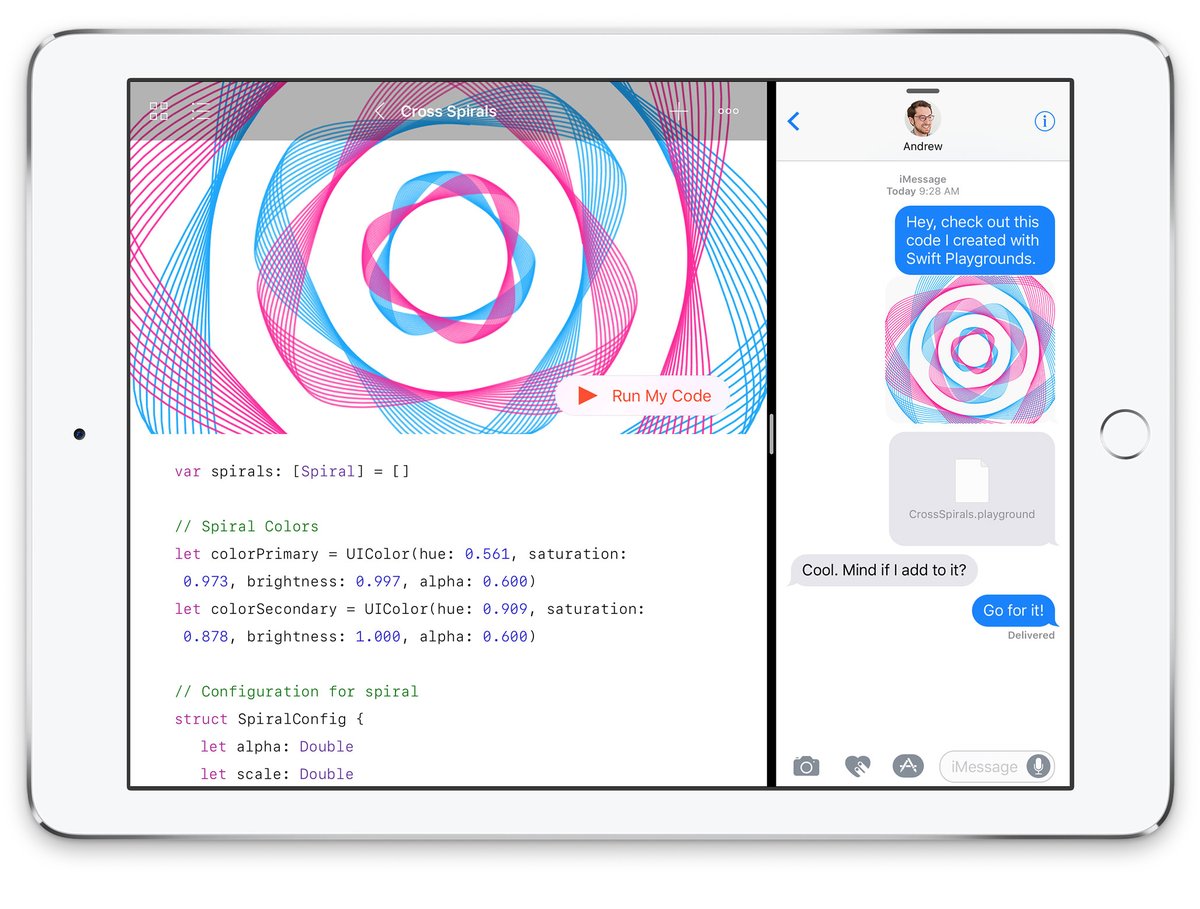 Cross Spirals
Run My Code
var spirals: [Spiral] = []
// Spiral Colors
let colorPrimary = UIColor(hue: 0.561, saturation:
0.973, brightness: 0.997, alpha: 0.600)
let colorSecondary = UIColor(hue: 0.909, saturation:
0.878, brightness: 1.000, alpha: 0.600)
// Configuration for spiral
struct SpiralConfig {
let alpha: Double
let scale: Double
Andrew
iMessage
Today 9:28 AM
Hey, check out this
code I created with
Swift Playgrounds.
CrossSpirals.playground
Cool. Mind if I add to it?
Go for it!
Delivered
iMessage